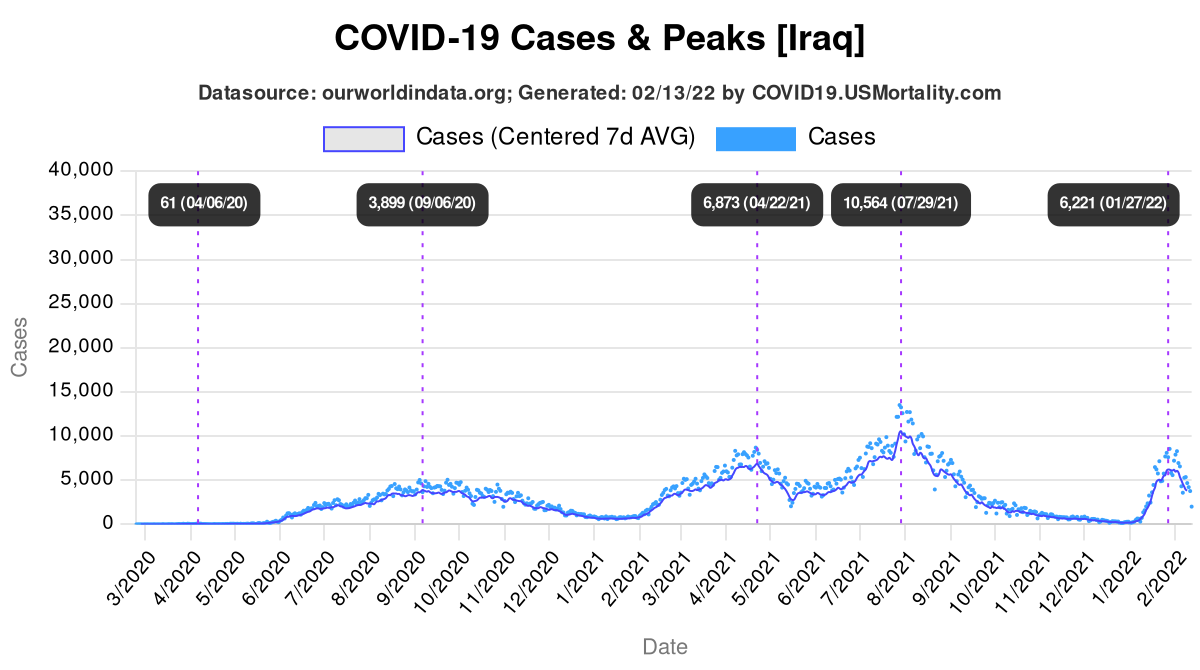 COVID-19 Cases & Peaks [Iraq]
Datasource: ourworldindata.org; Generated: 02/13/22 by COVID19.USMortality.com
Cases (Centered 7d AVG) Cases
40,000
61 (04/06/20) 3,899 (09/06/20) 6,873 (04/22/21) 10,564 (07/29/21) 6,221 (01/27/22)
35,000
30,000
25,000
20,000
15,000
10,000
5,000
0
Cases
3/2020 4/2020 5/2020 6/2020 7/2020 8/2020 9/2020 10/2020 11/2020 12/2020 1/2021 2/2021 3/2021 4/2021 5/2021 6/2021 7/2021 8/2021 9/2021 10/2021 11/2021 12/2021 1/2022 2/2022
Date